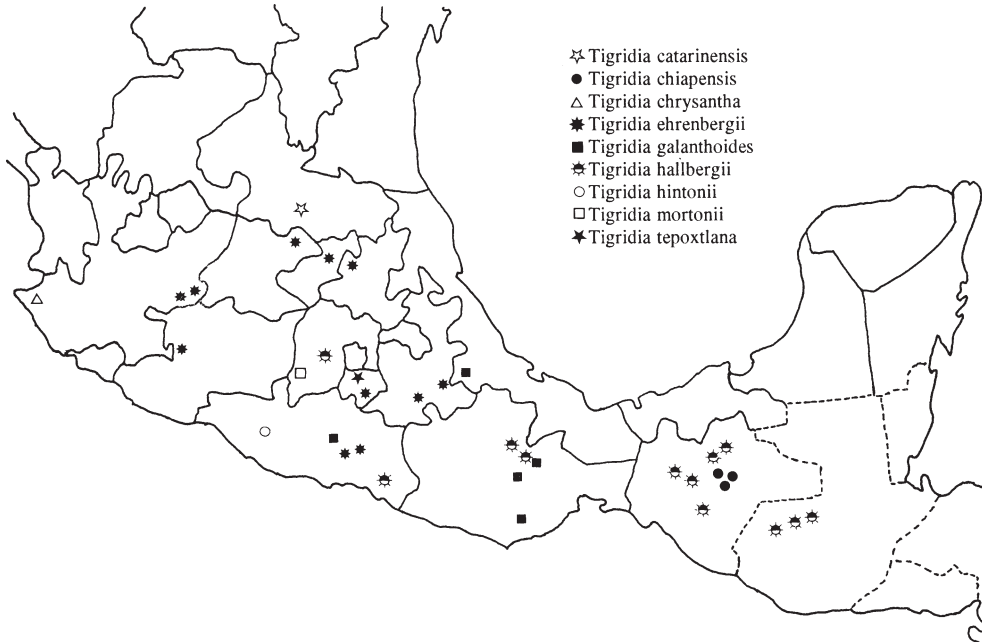 Tigridia catarinensis
Tigridia chiapensis
Tigridia chrysantha
Tigridia ehrenbergii
Tigridia galanthoides
Tigridia hallbergii
Tigridia hintonii
Tigridia mortonii
Tigridia tepoxtlana